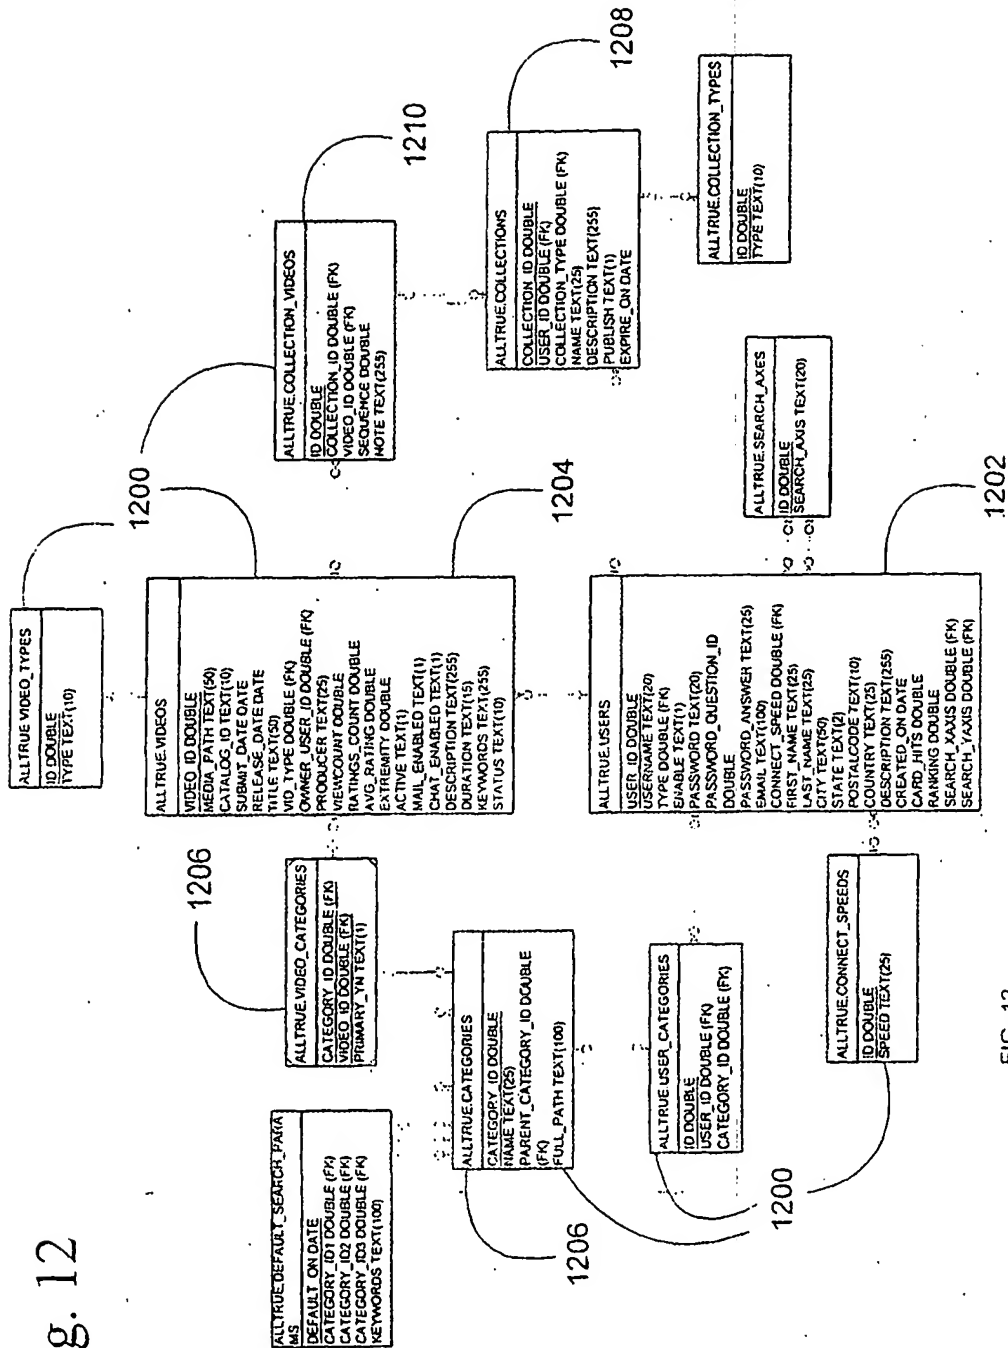 g. 12
ALLTRUE.DEFAULT_SEARCH_PARA
MS
DEFAULT_ON DATE
CATEGORY_ID1 DOUBLE (FK)
CATEGORY_ID2 DOUBLE (FK)
CATEGORY_ID3 DOUBLE (FK)
KEYWORDS TEXT(100)
1206
ALLTRUE.VIDEO_CATEGORIES
CATEGORY_ID DOUBLE (FK)
VIDEO_ID DOUBLE (FK)
PRIMARY_YN TEXT(1)
ALLTRUE.CATEGORIES
CATEGORY_ID DOUBLE
NAME TEXT(25)
PARENT_CATEGORY_ID DOUBLE
(FK)
FULL_PATH TEXT(100)
1206
ALLTRUE.USER_CATEGORIES
ID DOUBLE
USER_ID DOUBLE (FK)
CATEGORY_ID DOUBLE (FK)
1200
ALLTRUE.CONNECT_SPEEDS
ID DOUBLE
SPEED TEXT(25)
ALLTRUE.VIDEO_TYPES
ID DOUBLE
TYPE TEXT(10)
1200
ALLTRUE.VIDEOS
VIDEO_ID DOUBLE
MEDIA_PATH TEXT(50)
CATALOG_ID TEXT(10)
SUBMIT_DATE DATE
RELEASE_DATE DATE
TITLE TEXT(50)
VID_TYPE DOUBLE (FK)
OWNER_USER_ID DOUBLE (FK)
PRODUCER TEXT(25)
VIEWCOUNT DOUBLE
RATINGS_COUNT DOUBLE
AVG_RATING DOUBLE
EXTREMITY DOUBLE
ACTIVE TEXT(1)
MAIL_ENABLED TEXT(1)
CHAT_ENABLED TEXT(1)
DESCRIPTION TEXT(255)
DURATION TEXT(15)
KEYWORDS TEXT(255)
STATUS TEXT(10)
1204
ALLTRUE.USERS
USER_ID DOUBLE
USERNAME TEXT(20)
TYPE DOUBLE (FK)
ENABLE TEXT(1)
PASSWORD TEXT(20)
PASSWORD_QUESTION_ID
DOUBLE
PASSWORD_ANSWER TEXT(25)
EMAIL TEXT(100)
CONNECT_SPEED DOUBLE (FK)
FIRST_NAME TEXT(25)
LAST_NAME TEXT(25)
CITY TEXT(50)
STATE TEXT(2)
POSTALCODE TEXT(10)
COUNTRY TEXT(25)
DESCRIPTION TEXT(255)
CREATED_ON DATE
CARD_HITS DOUBLE
RANKING DOUBLE
SEARCH_XAXIS DOUBLE (FK)
SEARCH_YAXIS DOUBLE (FK)
1202
ALLTRUE.COLLECTION_VIDEOS
ID DOUBLE
COLLECTION_ID DOUBLE (FK)
VIDEO_ID DOUBLE (FK)
SEQUENCE DOUBLE
NOTE TEXT(255)
1210
ALLTRUE.COLLECTIONS
COLLECTION_ID DOUBLE
USER_ID DOUBLE (FK)
COLLECTION_TYPE DOUBLE (FK)
NAME TEXT(25)
DESCRIPTION TEXT(255)
PUBLISH TEXT(1)
EXPIRE_ON DATE
1208
ALLTRUE.SEARCH_AXES
ID DOUBLE
SEARCH_AXIS TEXT(20)
ALLTRUE.COLLECTION_TYPES
ID DOUBLE
TYPE TEXT(10)